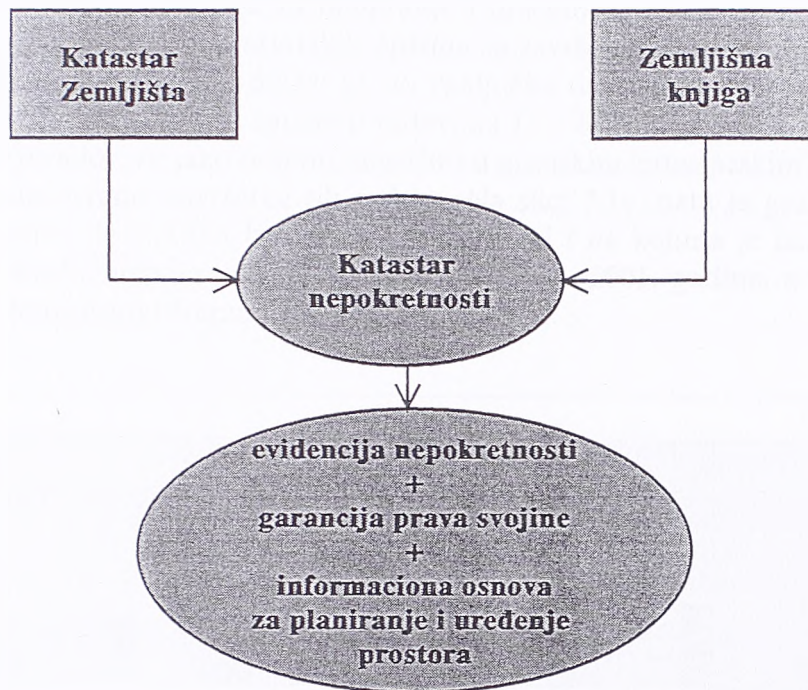 Katastar
Zemljišta
Zemljišna
knjiga
Katastar
nepokretnosti
evidencija nepokretnosti
+
garancija prava svojine
+
informaciona osnova
za planiranje i uređenje
prostora